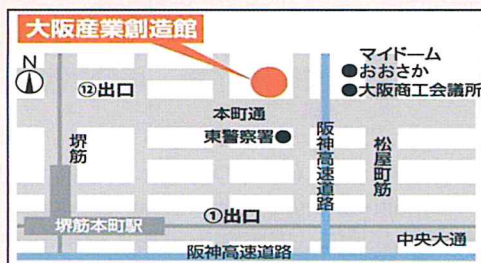 大阪産業創造館
N
⑫出口
マイドーム
●おおさか
●大阪商工会議所
本町通
東警察署●
堺筋
阪神高速道路
松屋町筋
①出口
堺筋本町駅
中央大通
阪神高速道路